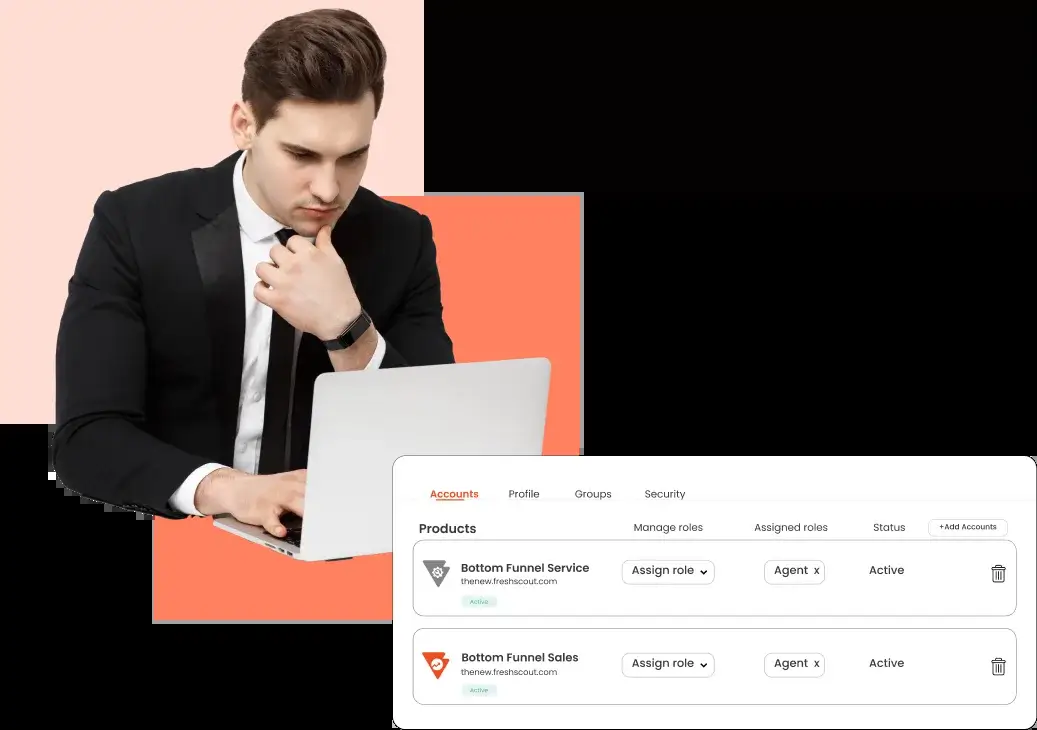 Accounts Profile Groups Security
Products Manage roles Assigned roles Status +Add Accounts
Bottom Funnel Service Assign role Agent x Active
thenew.freshscout.com
Active
Bottom Funnel Sales Assign role Agent x Active
thenew.freshscout.com
Active